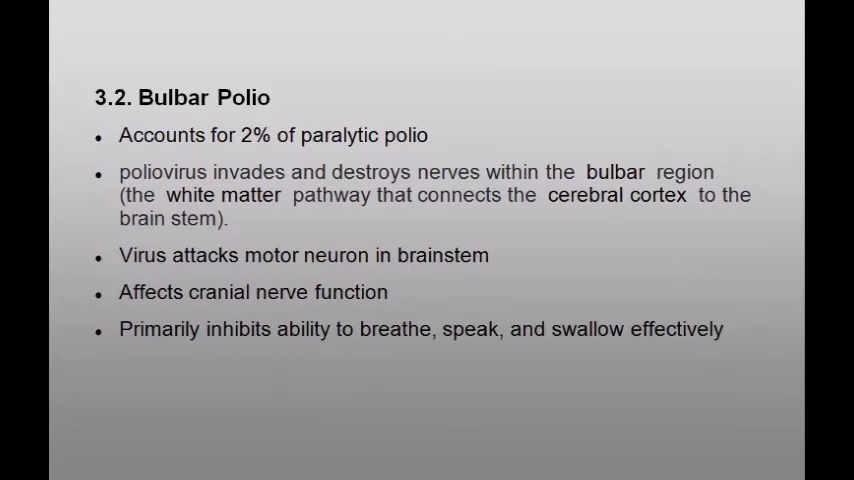 3.2. Bulbar Polio
• Accounts for 2% of paralytic polio
• poliovirus invades and destroys nerves within the bulbar region
(the white matter pathway that connects the cerebral cortex to the
brain stem).
• Virus attacks motor neuron in brainstem
• Affects cranial nerve function
• Primarily inhibits ability to breathe, speak, and swallow effectively